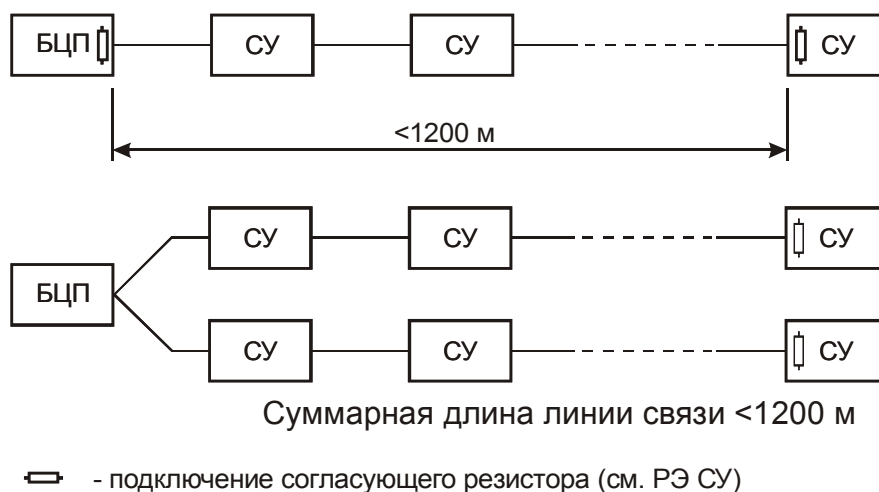 БЦП СУ СУ СУ
<1200 м
СУ СУ СУ
БЦП
СУ СУ СУ
Суммарная длина линии связи <1200 м
- подключение согласующего резистора (см. РЭ СУ)